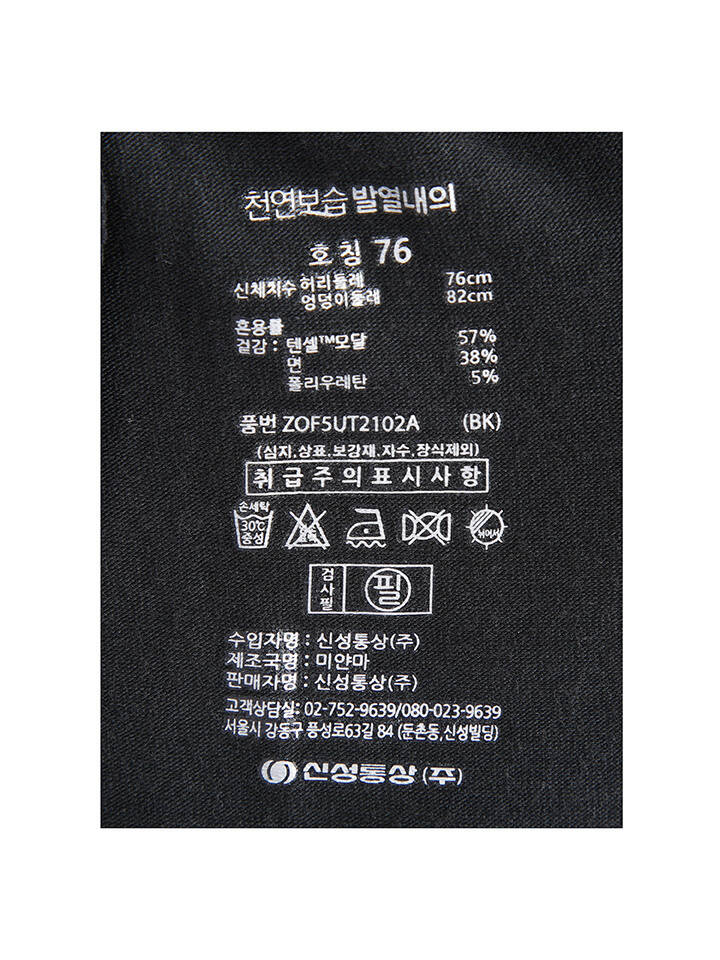 천연보습 발열내의
호칭 76
신체치수 허리둘레 76cm
엉덩이둘레 82cm
혼용률
겉감 : 텐셀™모달 57%
면 38%
폴리우레탄 5%
품번 ZOF5UT2102A (BK)
(심지,상표,보강재,자수,장식제외)
취급주의표시사항
손세탁
30℃
중성
뉘어서
검사필 필
수입자명 : 신성통상(주)
제조국명 : 미얀마
판매자명 : 신성통상(주)
고객상담실: 02-752-9639/080-023-9639
서울시 강동구 풍성로63길 84 (둔촌동,신성빌딩)
신성통상(주)